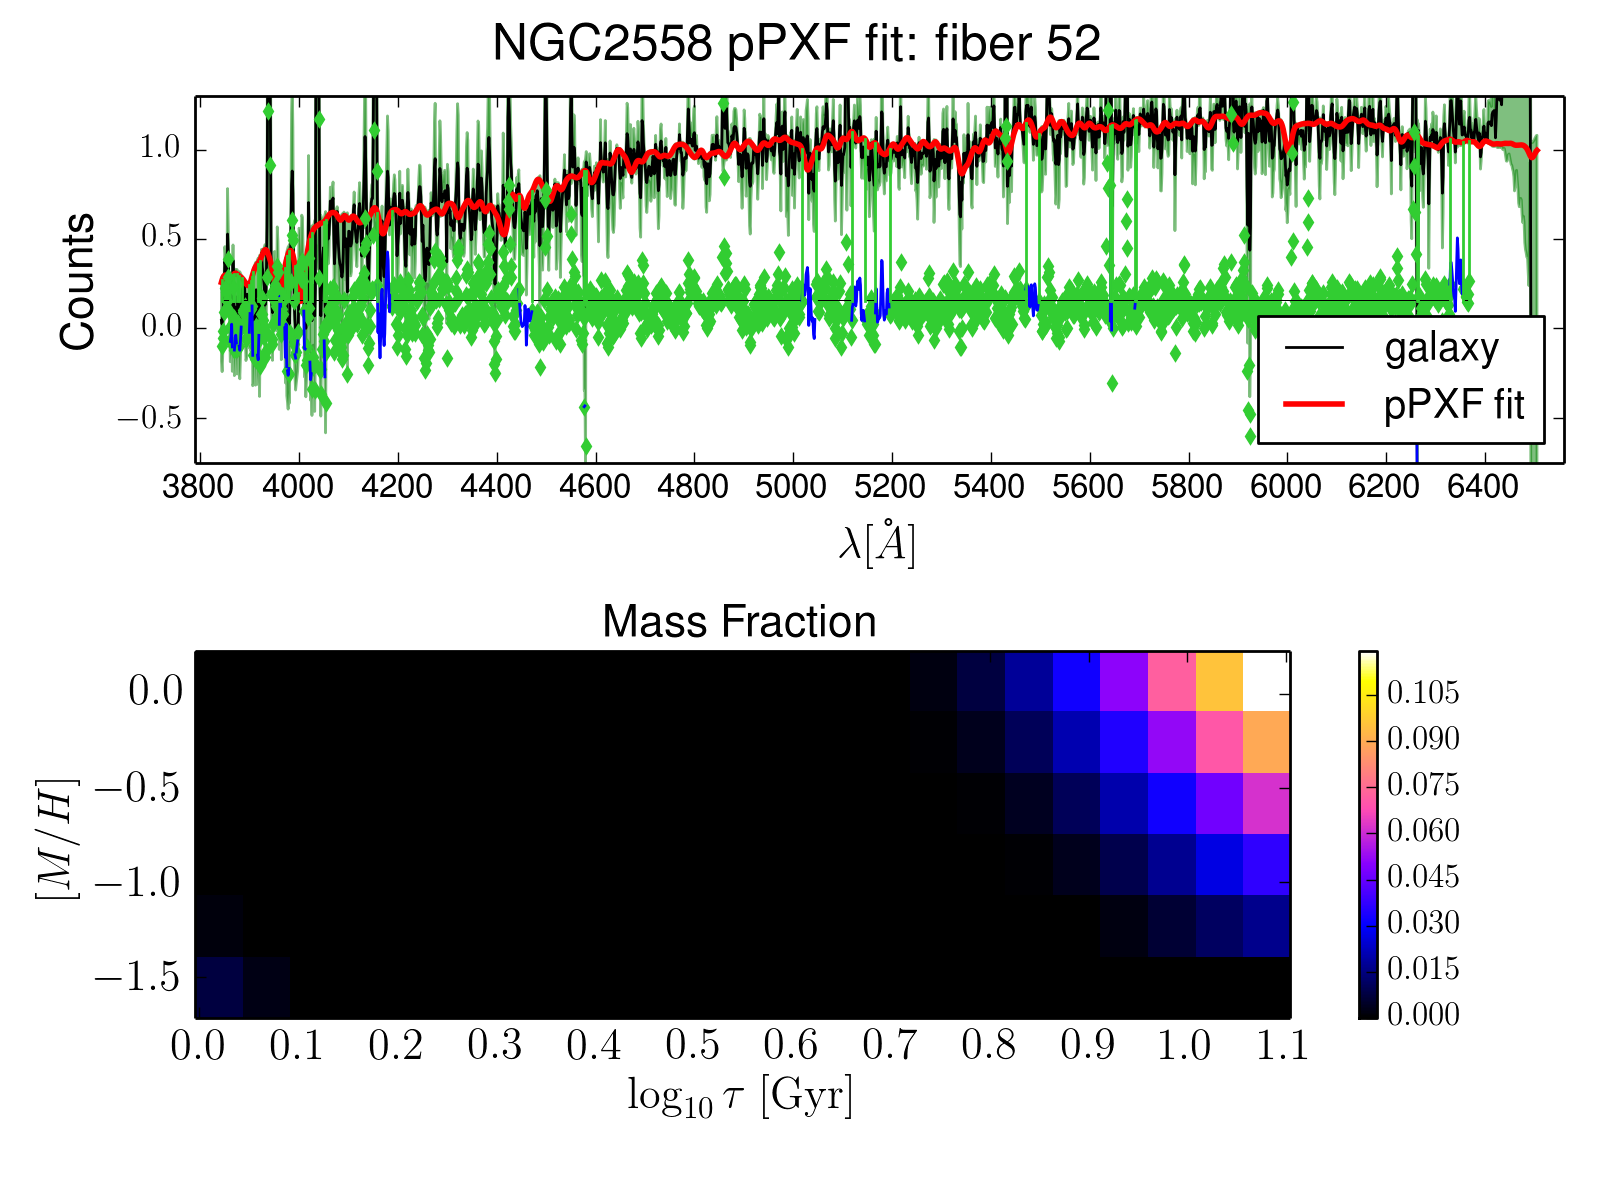 NGC2558 pPXF fit: fiber 52
Counts
1.0
0.5
0.0
−0.5
galaxy
pPXF fit
3800 4000 4200 4400 4600 4800 5000 5200 5400 5600 5800 6000 6200 6400
λ[Å]
Mass Fraction
[M/H]
0.0
−0.5
−1.0
−1.5
0.0 0.1 0.2 0.3 0.4 0.5 0.6 0.7 0.8 0.9 1.0 1.1
log₁₀ τ [Gyr]
0.105
0.090
0.075
0.060
0.045
0.030
0.015
0.000